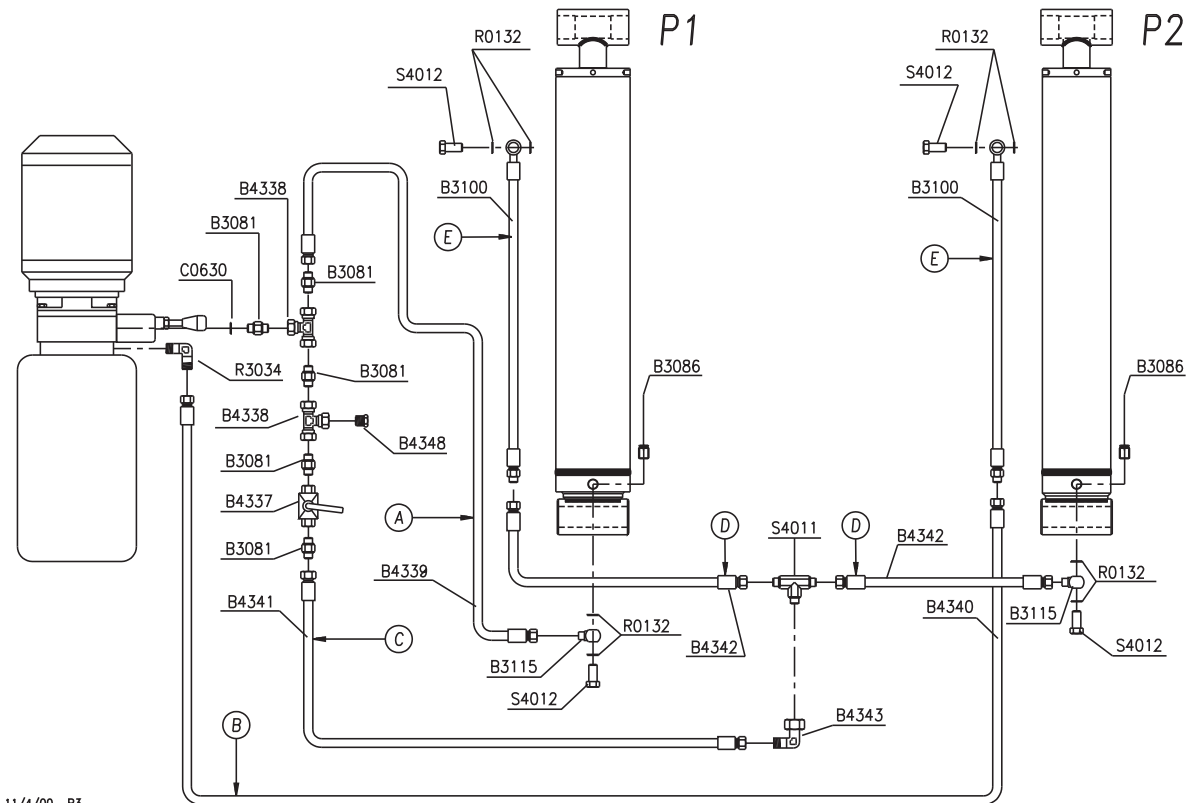 P1
P2
R0132
R0132
S4012
S4012
B4338
B3100
B3100
B3081
E
E
C0630
B3081
R3034
B3081
B3086
B3086
B4338
B4348
B3081
B4337
A
D
S4011
D
B4342
B3081
B4339
R0132
B4341
C
R0132
B4340
B3115
B3115
B4342
S4012
S4012
B
B4343
11/4/00 B3